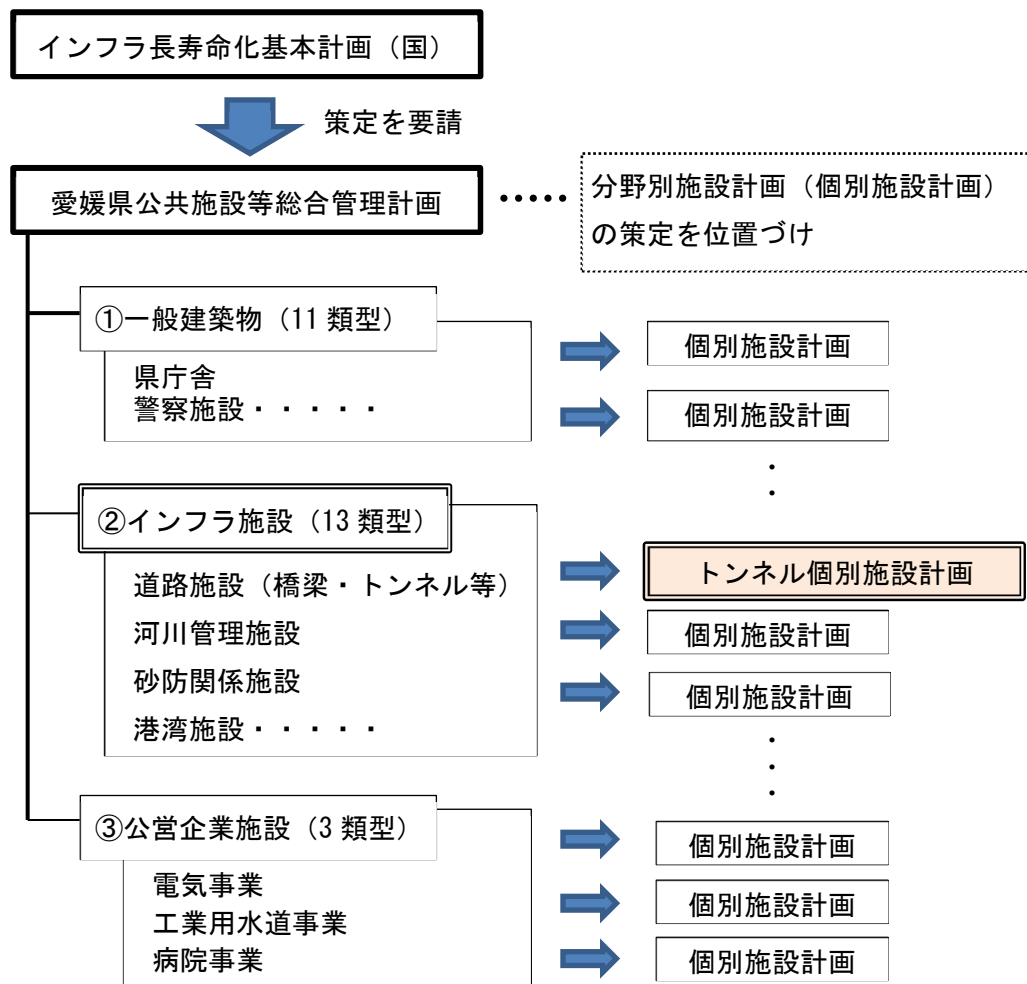 インフラ長寿命化基本計画（国）
策定を要請
愛媛県公共施設等総合管理計画
・・・・・
分野別施設計画（個別施設計画）
の策定を位置づけ
①一般建築物（11 類型）
県庁舎
警察施設・・・・・
個別施設計画
個別施設計画
・
・
②インフラ施設（13 類型）
道路施設（橋梁・トンネル等）
河川管理施設
砂防関係施設
港湾施設・・・・・
トンネル個別施設計画
個別施設計画
個別施設計画
・
・
・
③公営企業施設（3 類型）
電気事業
工業用水道事業
病院事業
個別施設計画
個別施設計画
個別施設計画